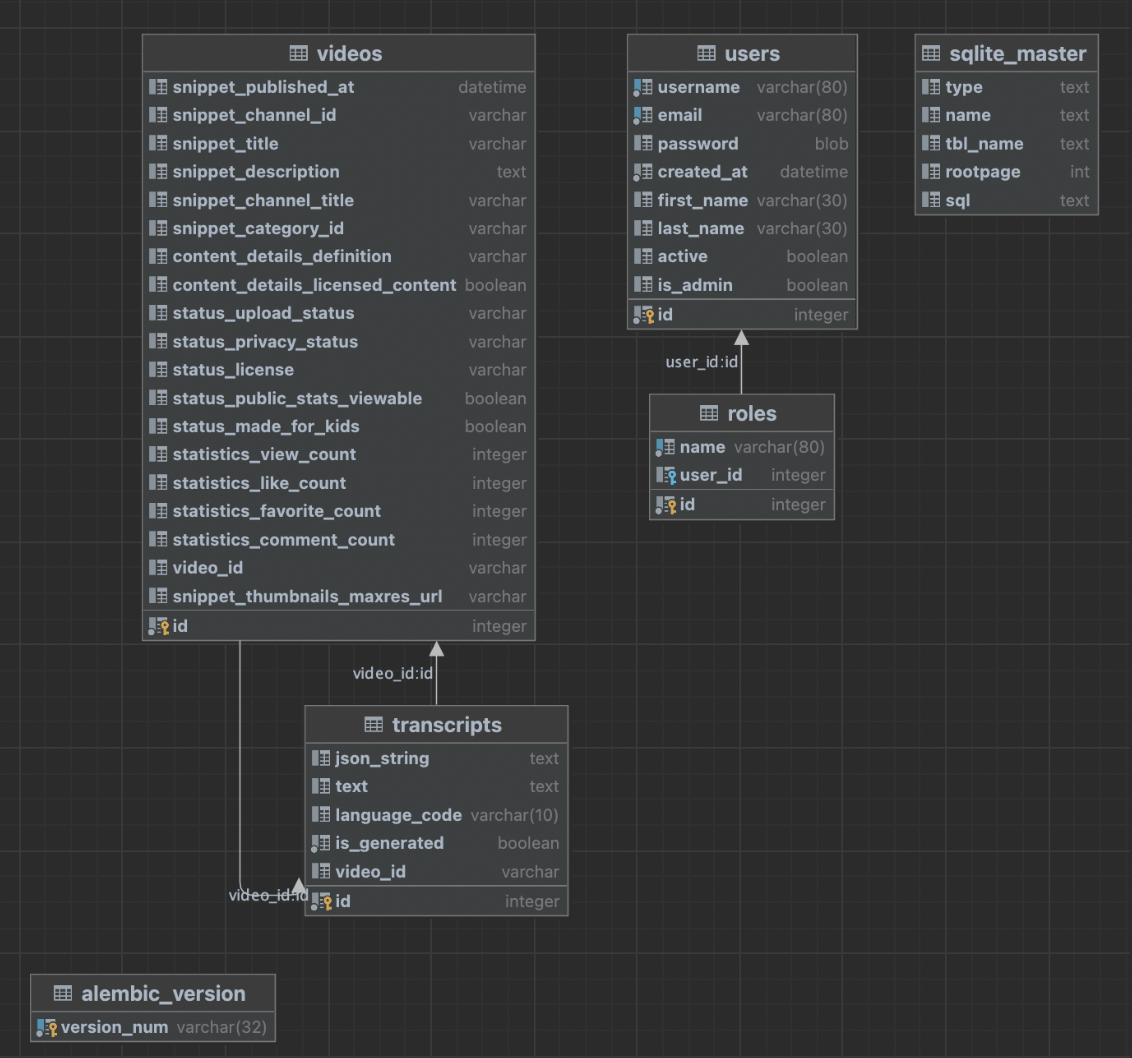 videos
snippet_published_at datetime
snippet_channel_id varchar
snippet_title varchar
snippet_description text
snippet_channel_title varchar
snippet_category_id varchar
content_details_definition varchar
content_details_licensed_content boolean
status_upload_status varchar
status_privacy_status varchar
status_license varchar
status_public_stats_viewable boolean
status_made_for_kids boolean
statistics_view_count integer
statistics_like_count integer
statistics_favorite_count integer
statistics_comment_count integer
video_id varchar
snippet_thumbnails_maxres_url varchar
id integer
users
username varchar(80)
email varchar(80)
password blob
created_at datetime
first_name varchar(30)
last_name varchar(30)
active boolean
is_admin boolean
id integer
sqlite_master
type text
name text
tbl_name text
rootpage int
sql text
user_id:id
roles
name varchar(80)
user_id integer
id integer
video_id:id
transcripts
json_string text
text text
language_code varchar(10)
is_generated boolean
video_id varchar
id integer
video_id:id
alembic_version
version_num varchar(32)